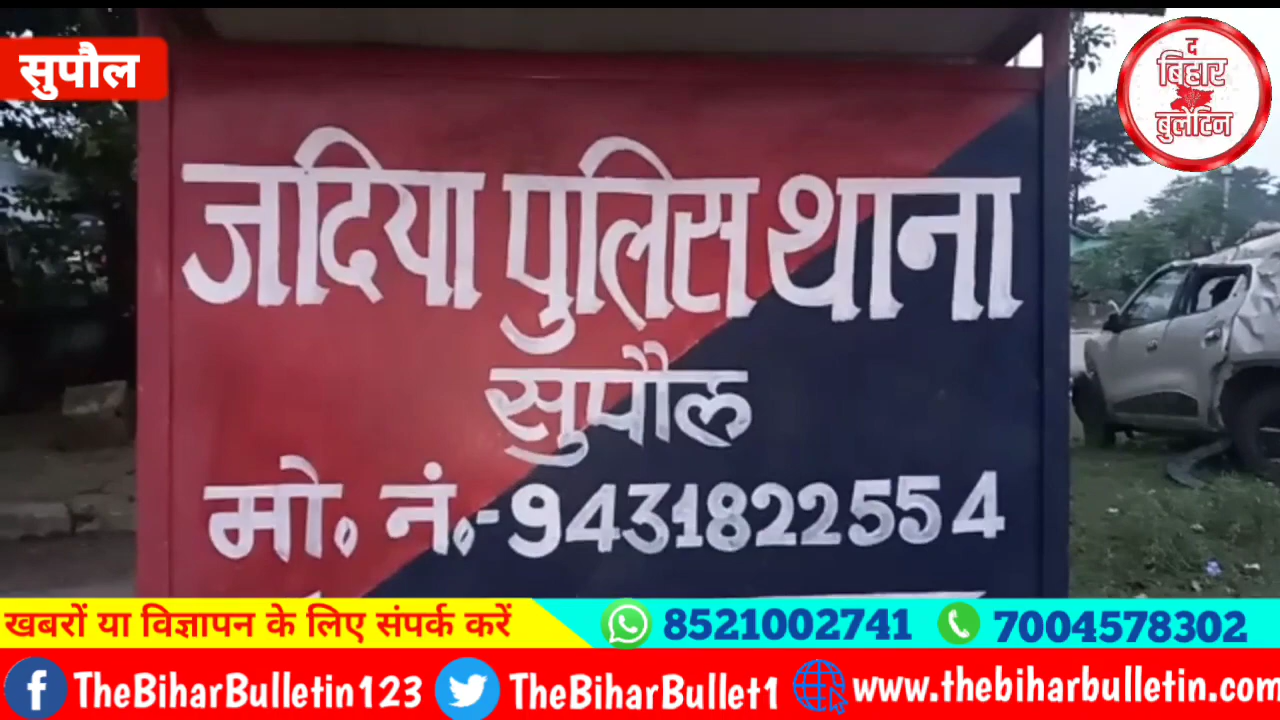 सुपौल
द
बिहार
बुलेटिन
जदिया पुलिस थाना
सुपौल
मो. नं.-9431822554
खबरों या विज्ञापन के लिए संपर्क करें
8521002741
7004578302
TheBiharBulletin123
TheBiharBullet1
www.thebiharbulletin.com